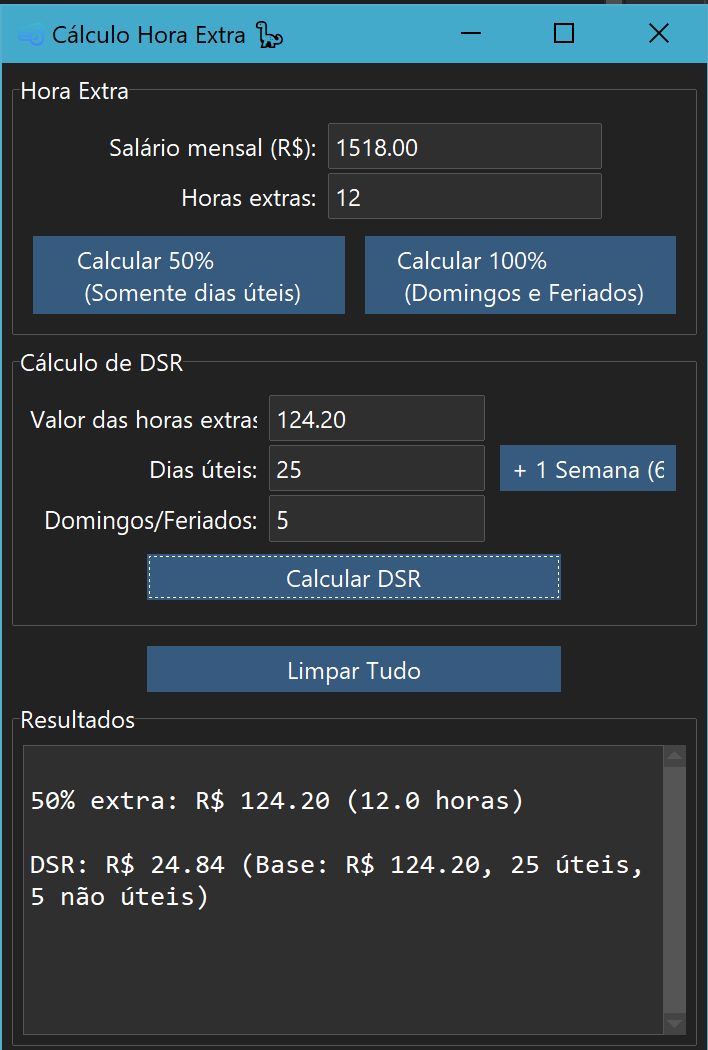 Cálculo Hora Extra 🦕
Hora Extra
Salário mensal (R$): 1518.00
Horas extras: 12
Calcular 50%
(Somente dias úteis)
Calcular 100%
(Domingos e Feriados)
Cálculo de DSR
Valor das horas extras 124.20
Dias úteis: 25 + 1 Semana (6
Domingos/Feriados: 5
Calcular DSR
Limpar Tudo
Resultados
50% extra: R$ 124.20 (12.0 horas)
DSR: R$ 24.84 (Base: R$ 124.20, 25 úteis,
5 não úteis)